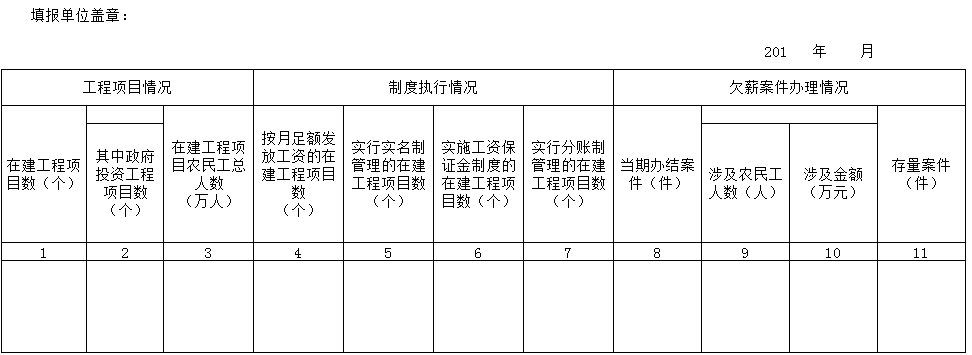 填报单位盖章：
201 年 月
工程项目情况
制度执行情况
欠薪案件办理情况
在建工程项
目数（个）
其中政府
投资工程
项目数
（个）
在建工程项
目农民工总
人数
（万人）
按月足额发
放工资的在
建工程项目
数
（个）
实行实名制
管理的在建
工程项目数
（个）
实施工资保
证金制度的
在建工程项
目数（个）
实行分账制
管理的在建
工程项目数
（个）
当期办结案
件（件）
涉及农民工
人数（人）
涉及金额
（万元）
存量案件
（件）
1 2 3 4 5 6 7 8 9 10 11